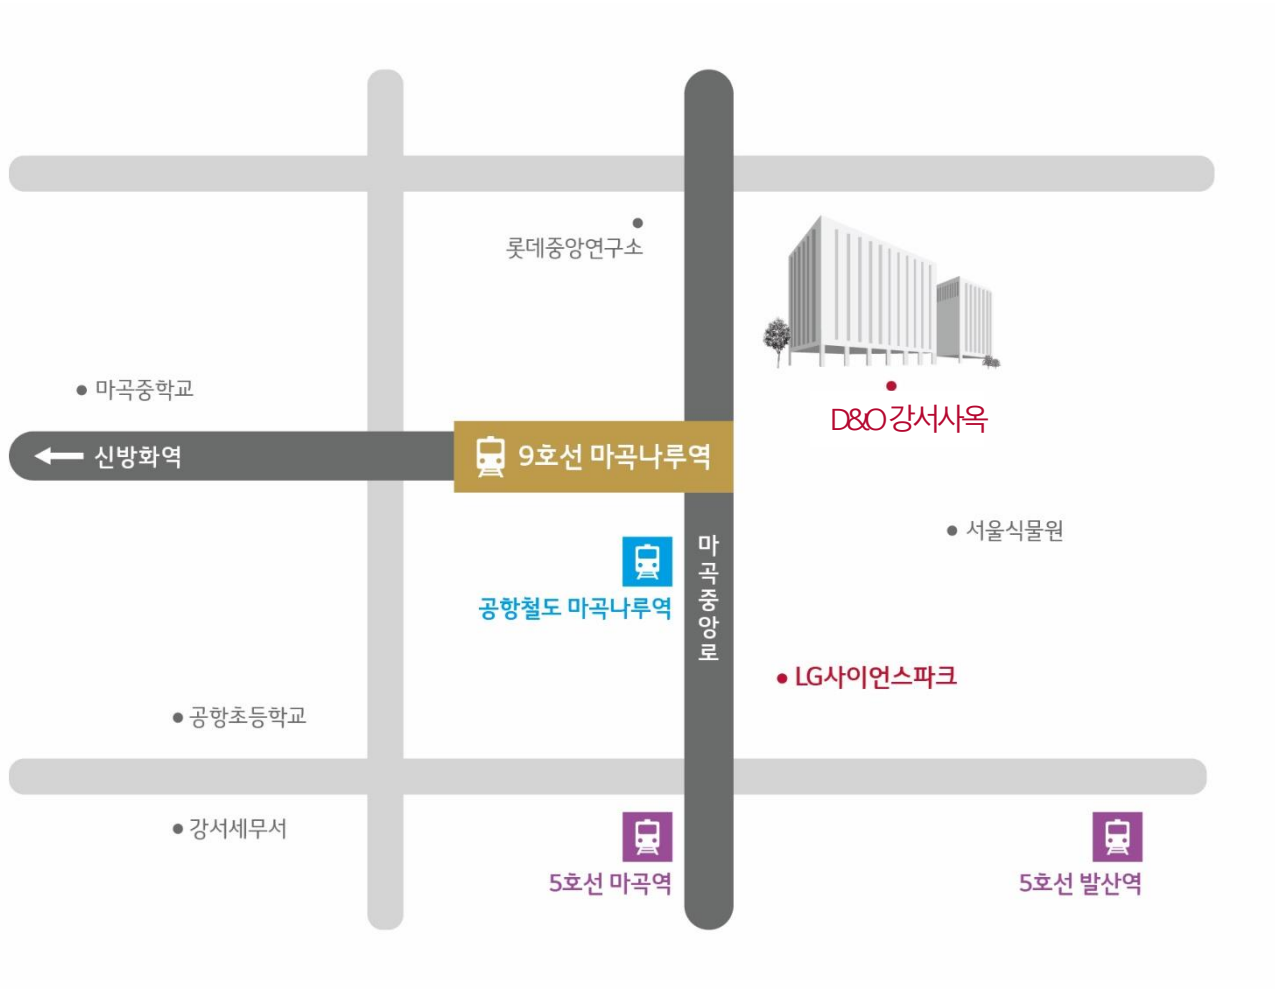 롯데중앙연구소
마곡중학교
D&O 강서사옥
신방화역
9호선 마곡나루역
서울식물원
마곡중앙로
공항철도 마곡나루역
LG사이언스파크
공항초등학교
강서세무서
5호선 마곡역
5호선 발산역